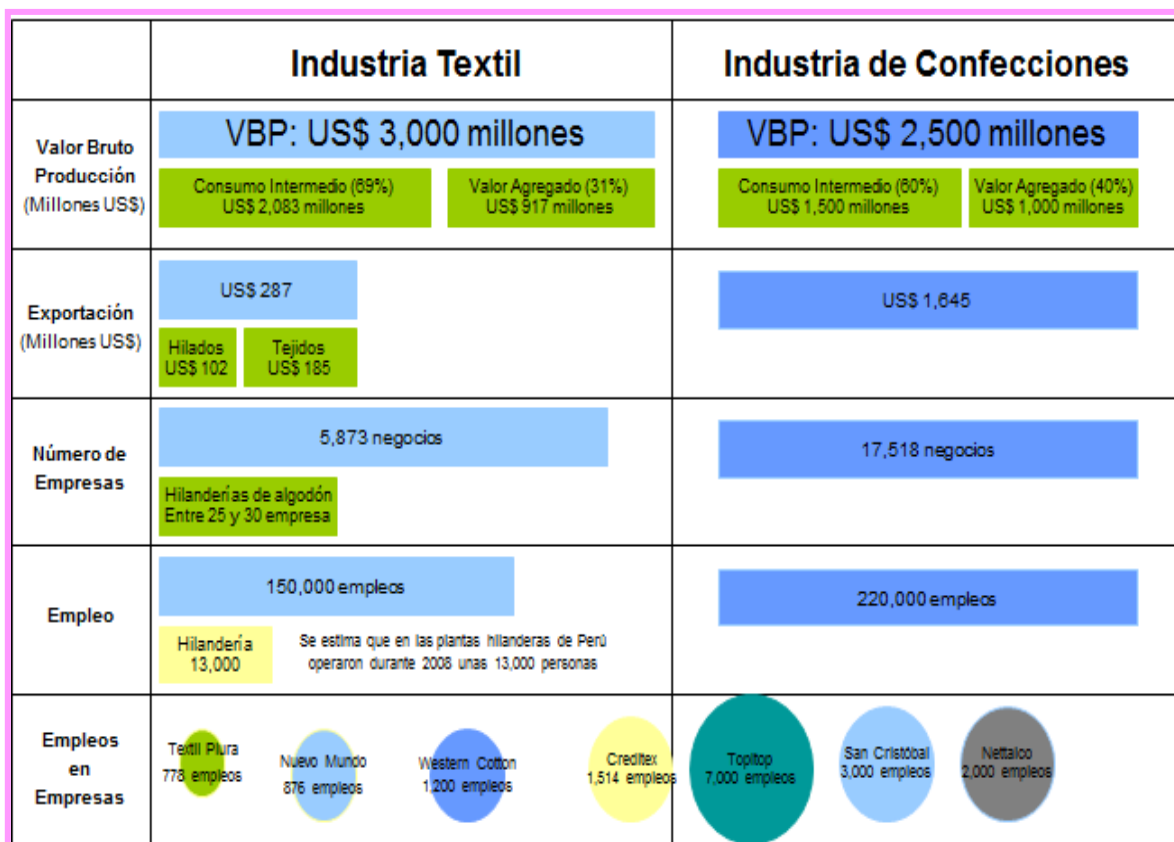 Industria Textil
Industria de Confecciones
Valor Bruto
Producción
(Millones US$)
VBP: US$ 3,000 millones
Consumo Intermedio (69%)
US$ 2,083 millones
Valor Agregado (31%)
US$ 917 millones
VBP: US$ 2,500 millones
Consumo Intermedio (60%)
US$ 1,500 millones
Valor Agregado (40%)
US$ 1,000 millones
Exportación
(Millones US$)
US$ 287
Hilados
US$ 102
Tejidos
US$ 185
US$ 1,645
Número de
Empresas
5,873 negocios
Hilanderías de algodón
Entre 25 y 30 empresa
17,518 negocios
Empleo
150,000 empleos
Hilandería
13,000
Se estima que en las plantas hilanderas de Perú
operaron durante 2008 unas 13,000 personas
220,000 empleos
Empleos
en
Empresas
Textil Piura
778 empleos
Nuevo Mundo
876 empleos
Western Cotton
1,200 empleos
Creditex
1,514 empleos
Topitop
7,000 empleos
San Cristóbal
3,000 empleos
Nettalco
2,000 empleos